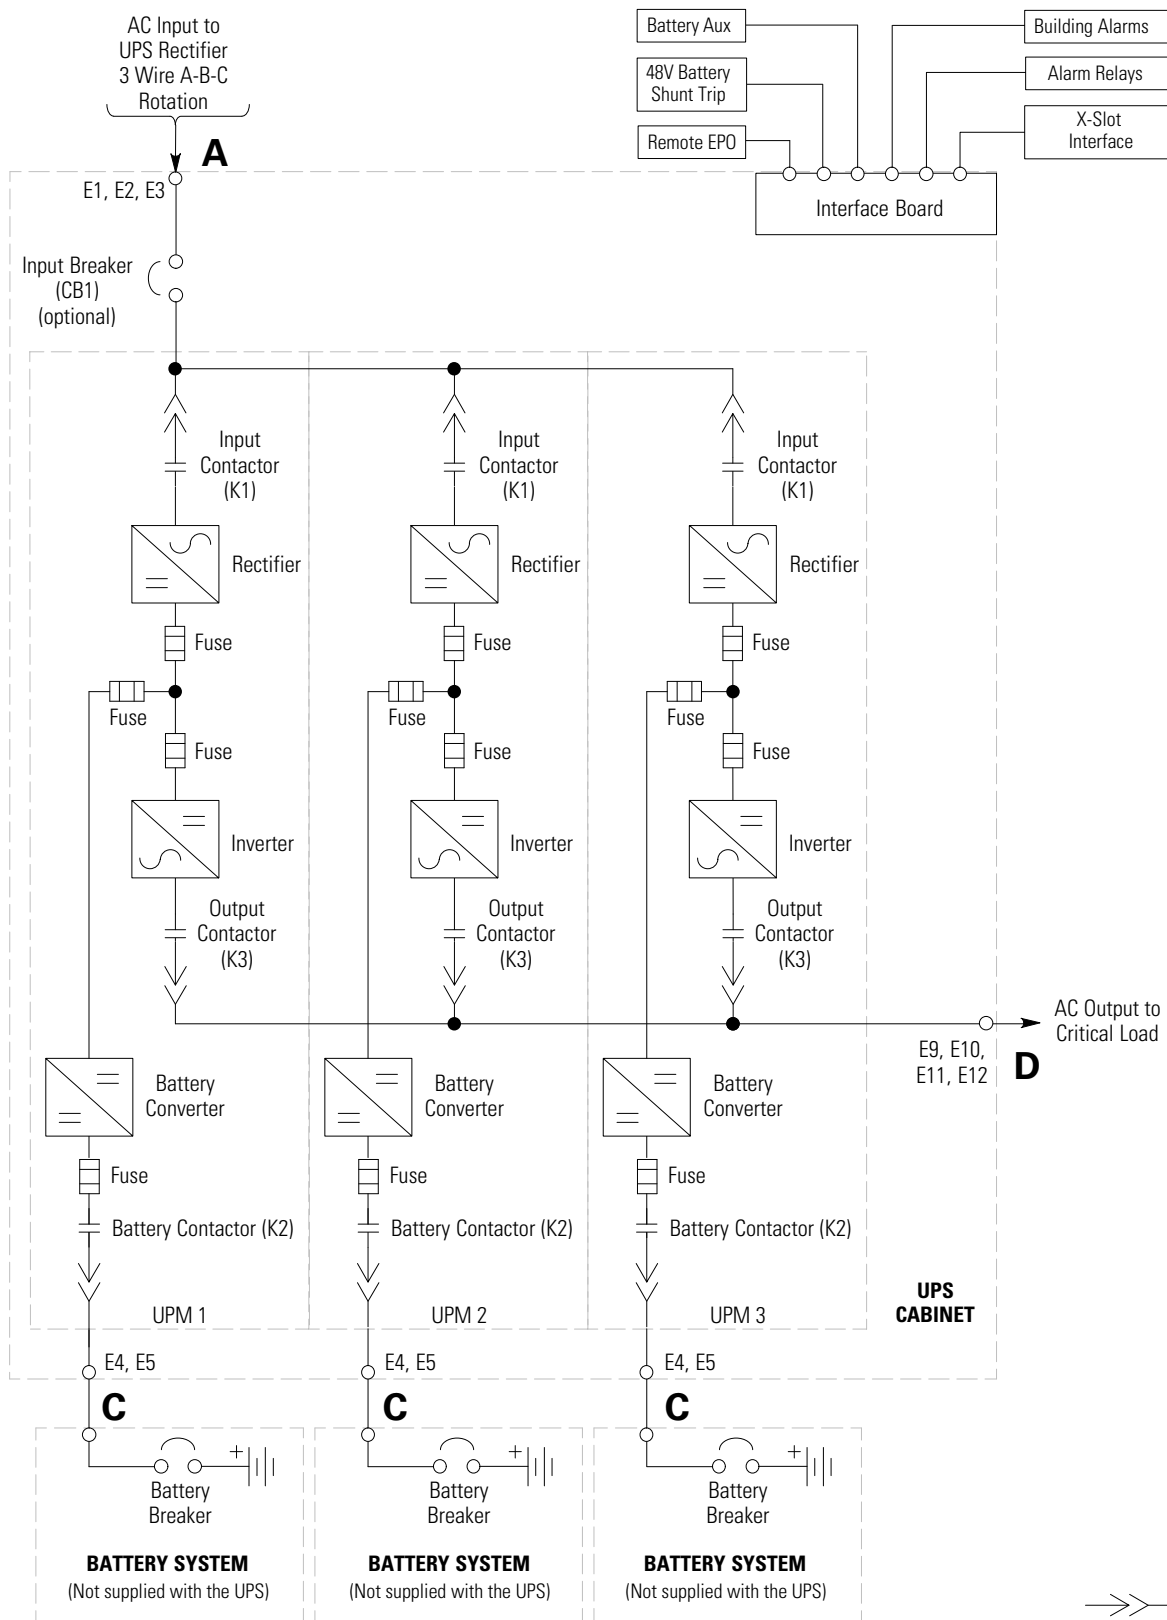 AC Input to
UPS Rectifier
3 Wire A-B-C
Rotation
A
E1, E2, E3
Battery Aux
48V Battery
Shunt Trip
Remote EPO
Building Alarms
Alarm Relays
X-Slot
Interface
Interface Board
Input Breaker
(CB1)
(optional)
Input
Contactor
(K1)
Input
Contactor
(K1)
Input
Contactor
(K1)
Rectifier
Rectifier
Rectifier
Fuse
Fuse
Fuse
Fuse
Fuse
Fuse
Fuse
Fuse
Fuse
Inverter
Inverter
Inverter
Output
Contactor
(K3)
Output
Contactor
(K3)
Output
Contactor
(K3)
AC Output to
Critical Load
E9, E10,
E11, E12
D
Battery
Converter
Battery
Converter
Battery
Converter
Fuse
Fuse
Fuse
Battery Contactor (K2)
Battery Contactor (K2)
Battery Contactor (K2)
UPM 1
UPM 2
UPM 3
UPS
CABINET
E4, E5
E4, E5
E4, E5
C
C
C
+
+
+
Battery
Breaker
Battery
Breaker
Battery
Breaker
BATTERY SYSTEM
(Not supplied with the UPS)
BATTERY SYSTEM
(Not supplied with the UPS)
BATTERY SYSTEM
(Not supplied with the UPS)